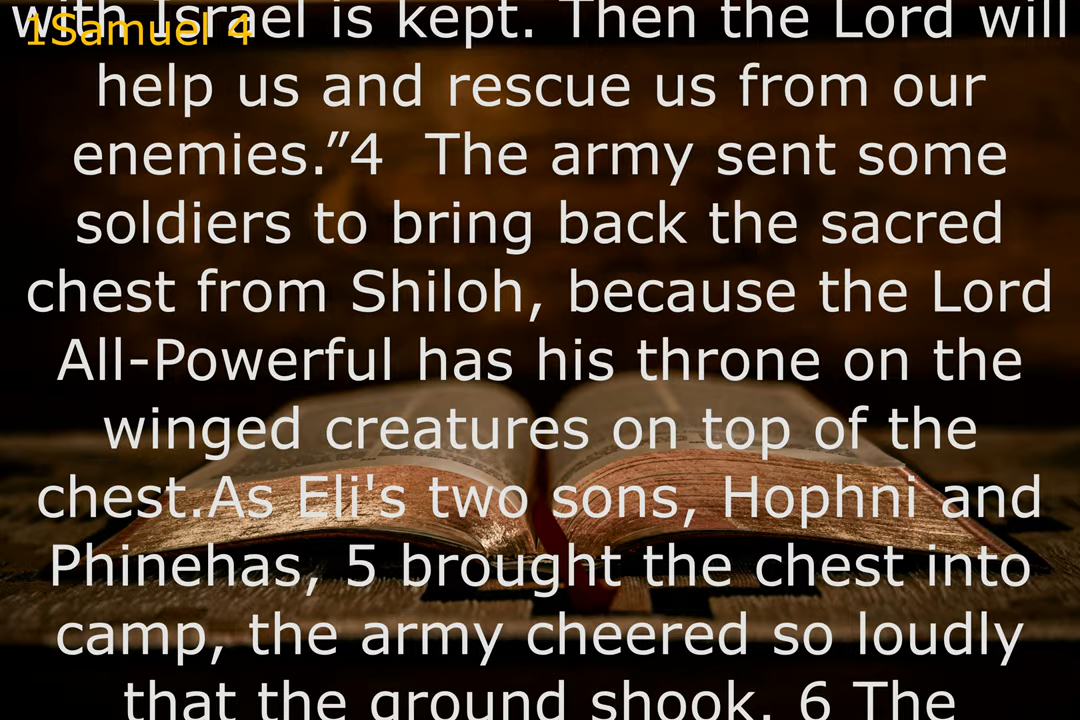 with Israel is kept. Then the Lord will
1Samuel 4
help us and rescue us from our
enemies.”4  The army sent some
soldiers to bring back the sacred
chest from Shiloh, because the Lord
All-Powerful has his throne on the
winged creatures on top of the
chest.As Eli's two sons, Hophni and
Phinehas, 5 brought the chest into
camp, the army cheered so loudly
that the ground shook. 6 The